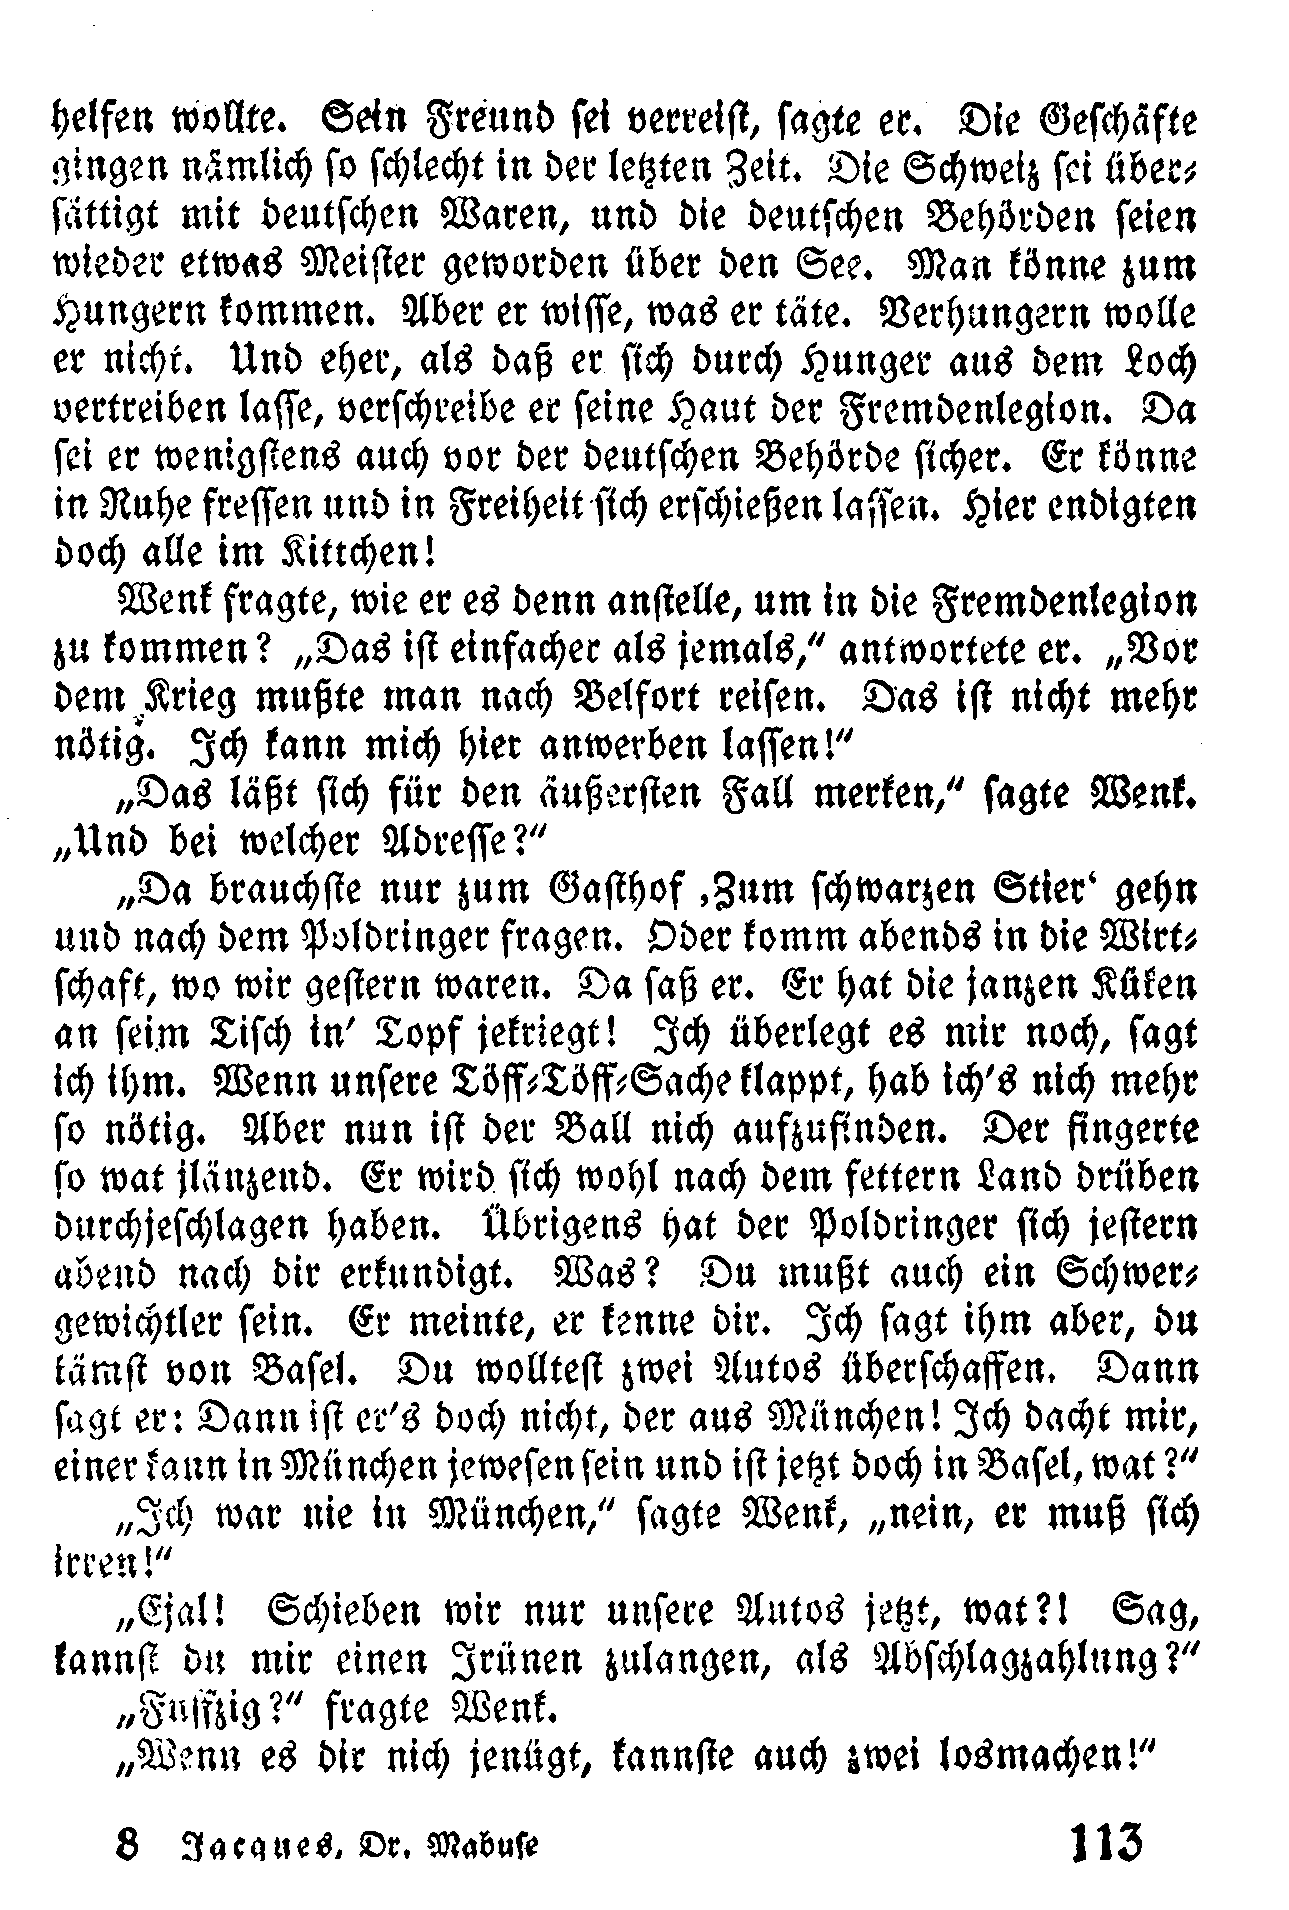 helfen wollte. Sein Freund sei verreist, sagte er. Die Geschäfte
gingen nämlich so schlecht in der letzten Zeit. Die Schweiz sei über-
sättigt mit deutschen Waren, und die deutschen Behörden seien
wieder etwas Meister geworden über den See. Man könne zum
Hungern kommen. Aber er wisse, was er täte. Verhungern wolle
er nicht. Und eher, als daß er sich durch Hunger aus dem Loch
vertreiben lasse, verschreibe er seine Haut der Fremdenlegion. Da
sei er wenigstens auch vor der deutschen Behörde sicher. Er könne
in Ruhe fressen und in Freiheit sich erschießen lassen. Hier endigten
doch alle im Kittchen!
Wenk fragte, wie er es denn anstelle, um in die Fremdenlegion
zu kommen? „Das ist einfacher als jemals,“ antwortete er. „Vor
dem Krieg mußte man nach Belfort reisen. Das ist nicht mehr
nötig. Ich kann mich hier anwerben lassen!“
„Das läßt sich für den äußersten Fall merken,“ sagte Wenk.
„Und bei welcher Adresse?“
„Da brauchste nur zum Gasthof ‚Zum schwarzen Stier‘ gehn
und nach dem Poldringer fragen. Oder komm abends in die Wirt-
schaft, wo wir gestern waren. Da saß er. Er hat die janzen Küken
an seim Tisch in’ Topf jekriegt! Ich überlegt es mir noch, sagt
ich ihm. Wenn unsere Töff-Töff-Sache klappt, hab ich’s nich mehr
so nötig. Aber nun ist der Ball nich aufzufinden. Der fingerte
so wat jlänzend. Er wird sich wohl nach dem fettern Land drüben
durchjeschlagen haben. Übrigens hat der Poldringer sich jestern
abend nach dir erkundigt. Was? Du mußt auch ein Schwer-
gewichtler sein. Er meinte, er kenne dir. Ich sagt ihm aber, du
kämst von Basel. Du wolltest zwei Autos überschaffen. Dann
sagt er: Dann ist er’s doch nicht, der aus München! Ich dacht mir,
einer kann in München jewesen sein und ist jetzt doch in Basel, wat?“
„Ich war nie in München,“ sagte Wenk, „nein, er muß sich
irren!“
„Ejal! Schieben wir nur unsere Autos jetzt, wat?! Sag,
kannst du mir einen Jrünen zulangen, als Abschlagzahlung?“
„Fuffzig?“ fragte Wenk.
„Wenn es dir nich jenügt, kannste auch zwei losmachen!“
8 Jacques, Dr. Mabuse 113